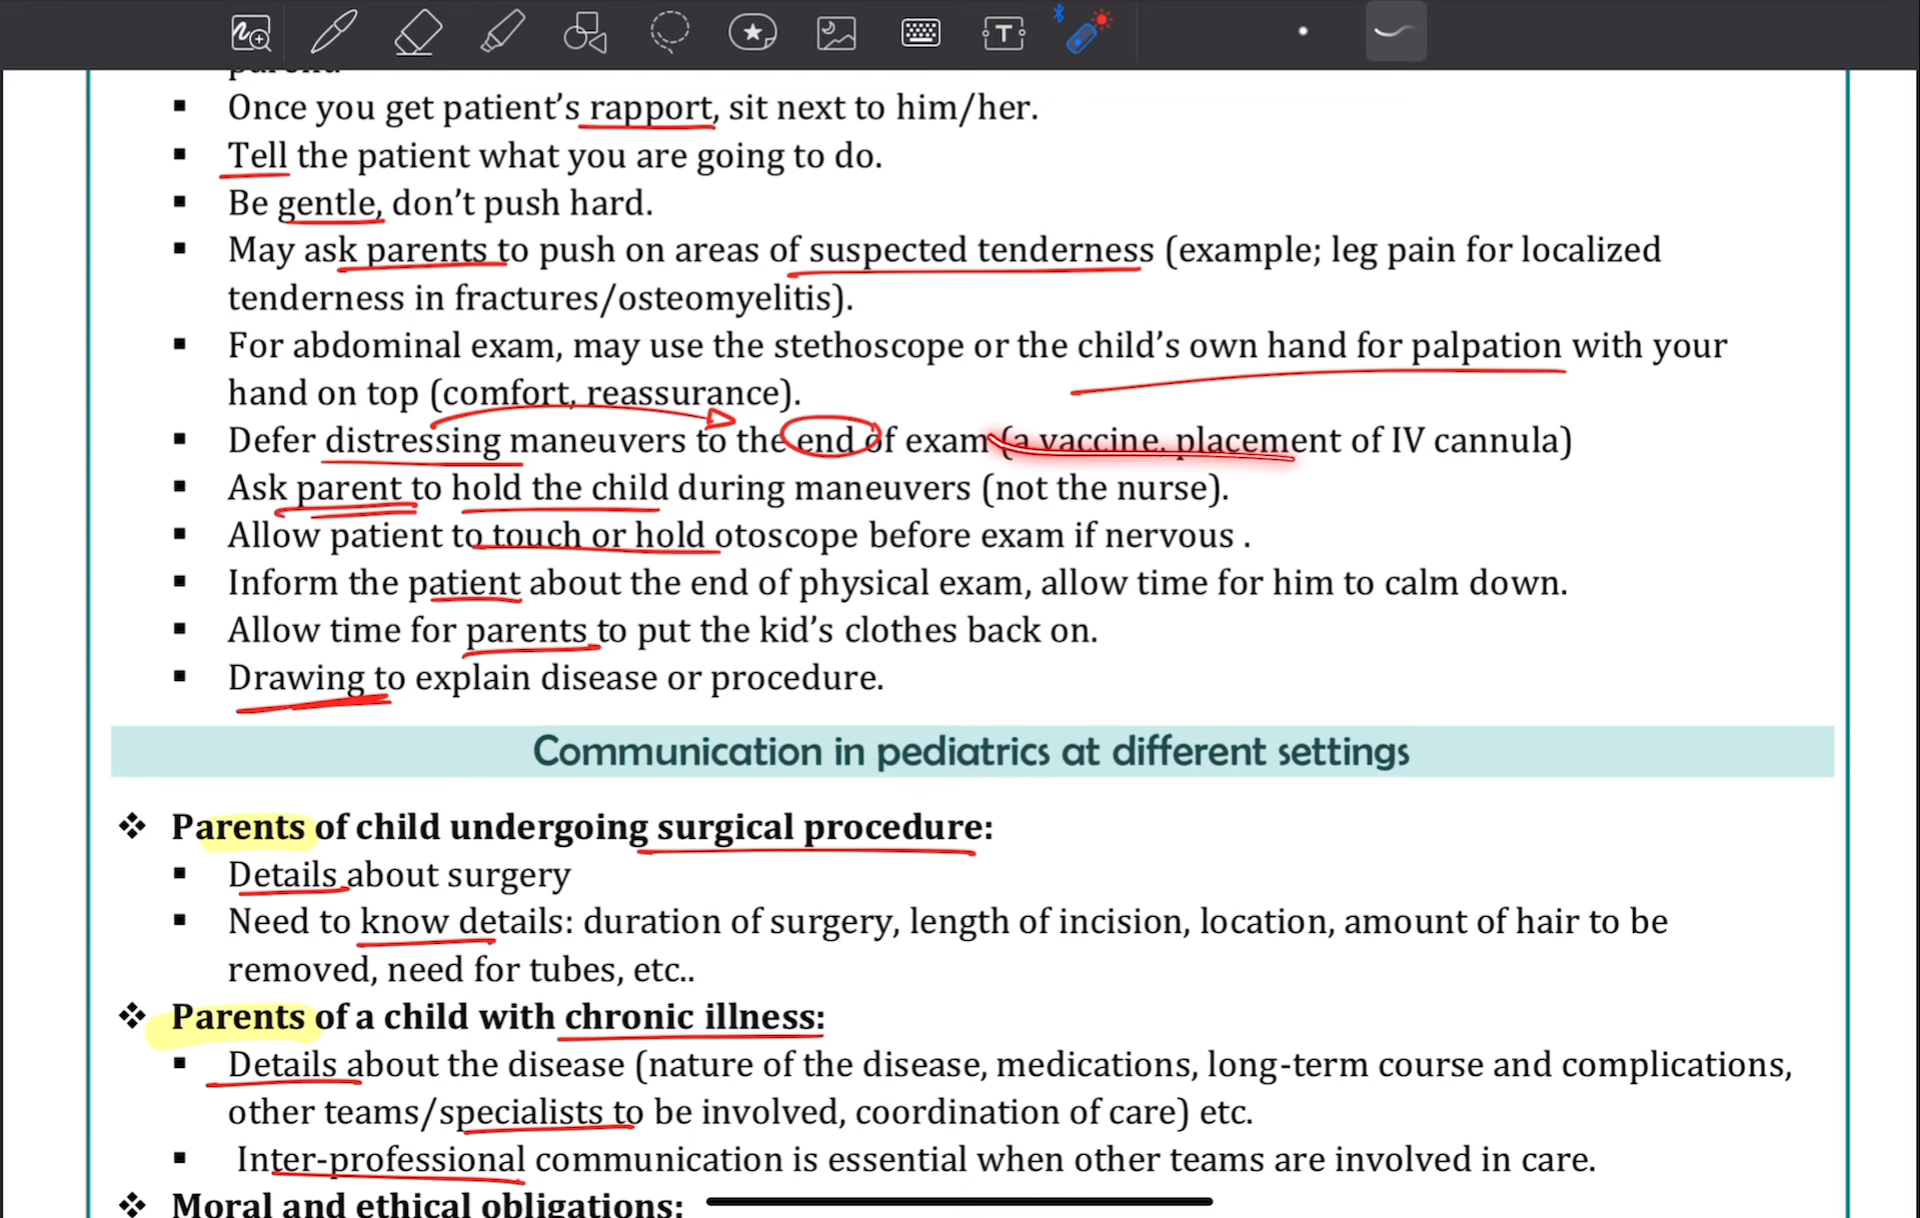 ▪ Once you get patient’s rapport, sit next to him/her.
▪ Tell the patient what you are going to do.
▪ Be gentle, don’t push hard.
▪ May ask parents to push on areas of suspected tenderness (example; leg pain for localized
tenderness in fractures/osteomyelitis).
▪ For abdominal exam, may use the stethoscope or the child’s own hand for palpation with your
hand on top (comfort, reassurance).
▪ Defer distressing maneuvers to the end of exam (a vaccine, placement of IV cannula)
▪ Ask parent to hold the child during maneuvers (not the nurse).
▪ Allow patient to touch or hold otoscope before exam if nervous .
▪ Inform the patient about the end of physical exam, allow time for him to calm down.
▪ Allow time for parents to put the kid’s clothes back on.
▪ Drawing to explain disease or procedure.
Communication in pediatrics at different settings
❖ Parents of child undergoing surgical procedure:
▪ Details about surgery
▪ Need to know details: duration of surgery, length of incision, location, amount of hair to be
removed, need for tubes, etc..
❖ Parents of a child with chronic illness:
▪ Details about the disease (nature of the disease, medications, long-term course and complications,
other teams/specialists to be involved, coordination of care) etc.
▪ Inter-professional communication is essential when other teams are involved in care.
❖ Moral and ethical obligations: